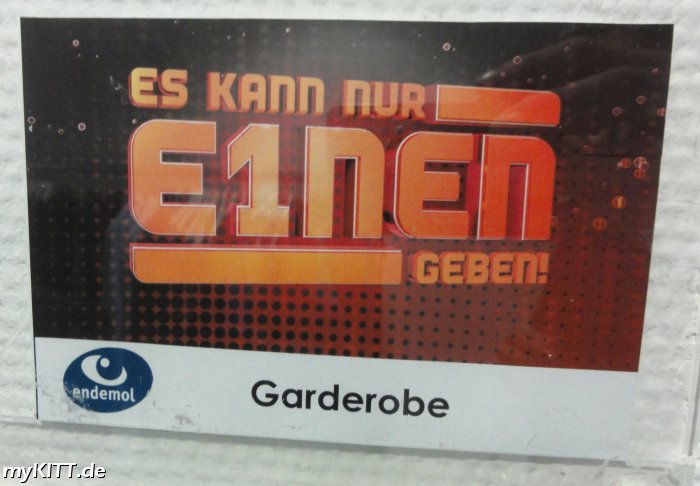 ES KANN NUR
E1NEN
GEBEN!
endemol
Garderobe
myKITT.de